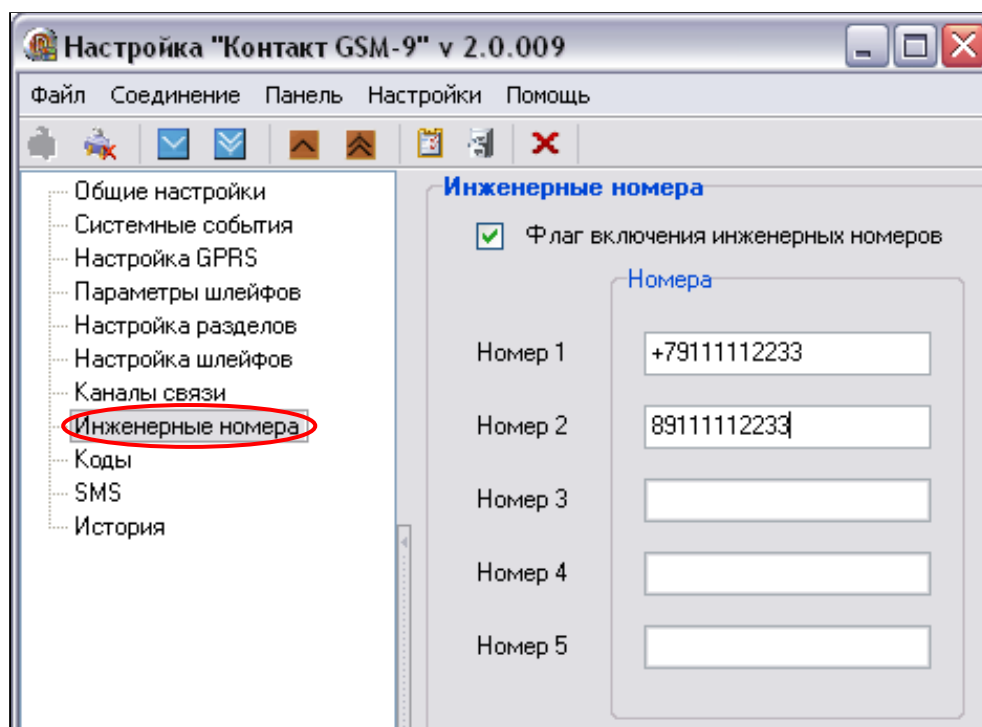 Настройка "Контакт GSM-9" v 2.0.009
Файл Соединение Панель Настройки Помощь
Общие настройки
Системные события
Настройка GPRS
Параметры шлейфов
Настройка разделов
Настройка шлейфов
Каналы связи
Инженерные номера
Коды
SMS
История
Инженерные номера
Флаг включения инженерных номеров
Номера
Номер 1 +79111112233
Номер 2 89111112233
Номер 3
Номер 4
Номер 5